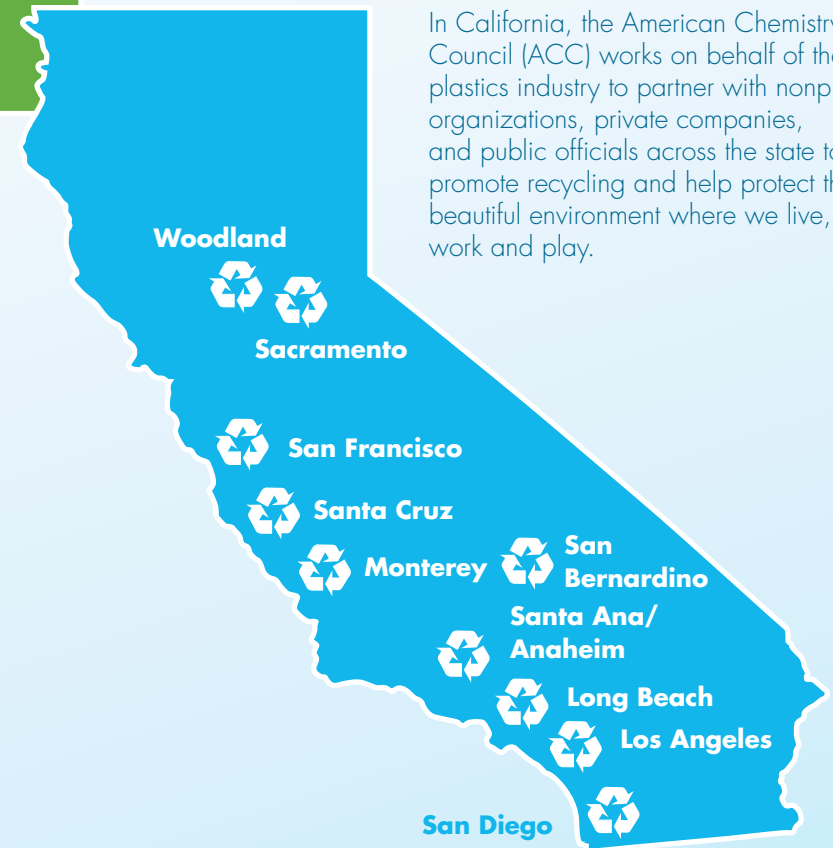 In California, the American Chemistry
Council (ACC) works on behalf of the
plastics industry to partner with nonp
organizations, private companies,
and public officials across the state to
promote recycling and help protect th
beautiful environment where we live,
work and play.
Woodland
Sacramento
San Francisco
Santa Cruz
Monterey
San
Bernardino
Santa Ana/
Anaheim
Long Beach
Los Angeles
San Diego